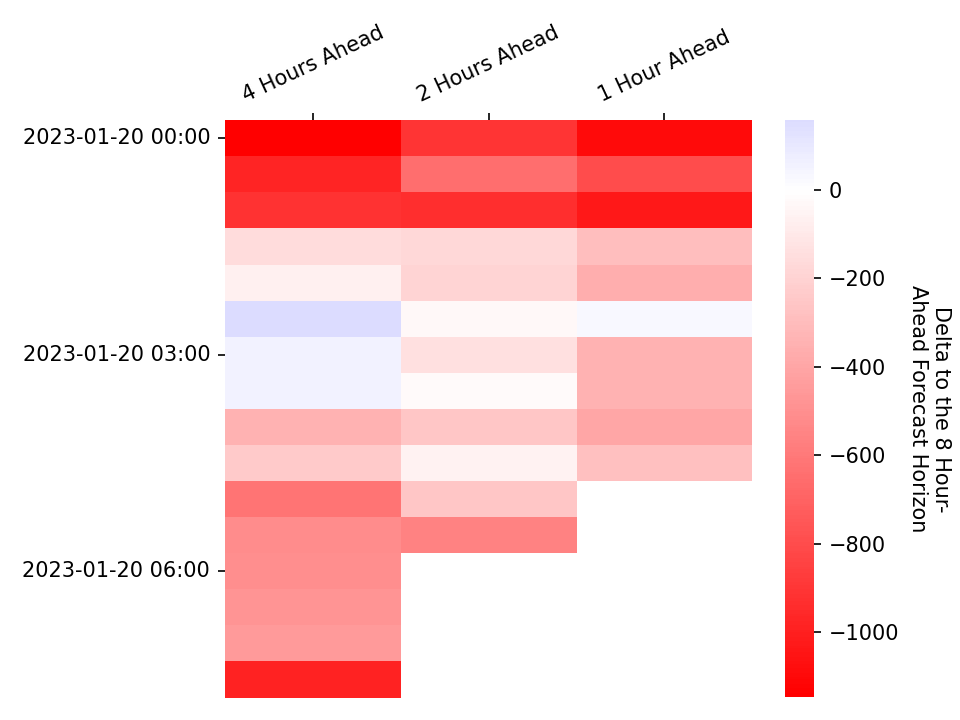 4 Hours Ahead
2 Hours Ahead
1 Hour Ahead
2023-01-20 00:00
2023-01-20 03:00
2023-01-20 06:00
0
−200
−400
−600
−800
−1000
Delta to the 8 Hour-
Ahead Forecast Horizon